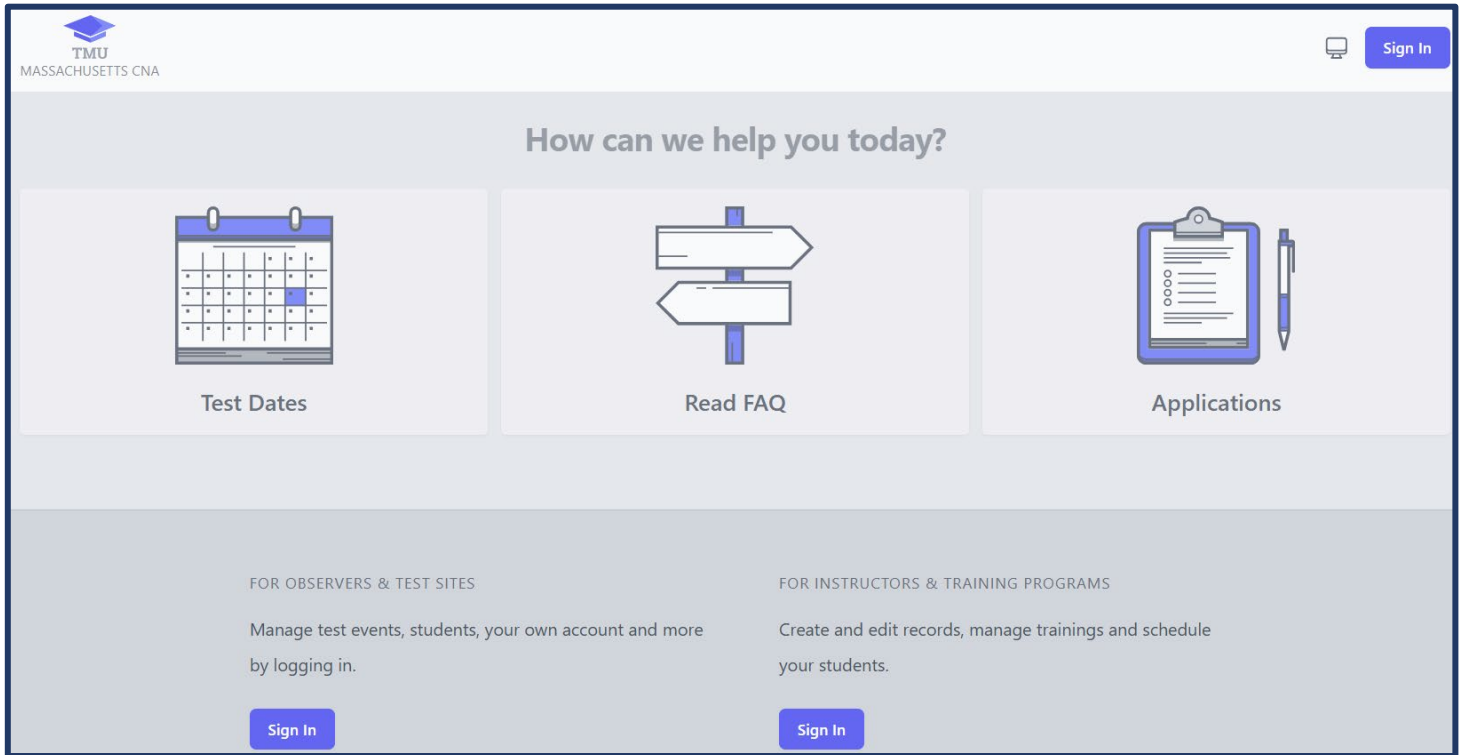 TMU
MASSACHUSETTS CNA
Sign In
How can we help you today?
Test Dates
Read FAQ
Applications
FOR OBSERVERS & TEST SITES
Manage test events, students, your own account and more
by logging in.
Sign In
FOR INSTRUCTORS & TRAINING PROGRAMS
Create and edit records, manage trainings and schedule
your students.
Sign In